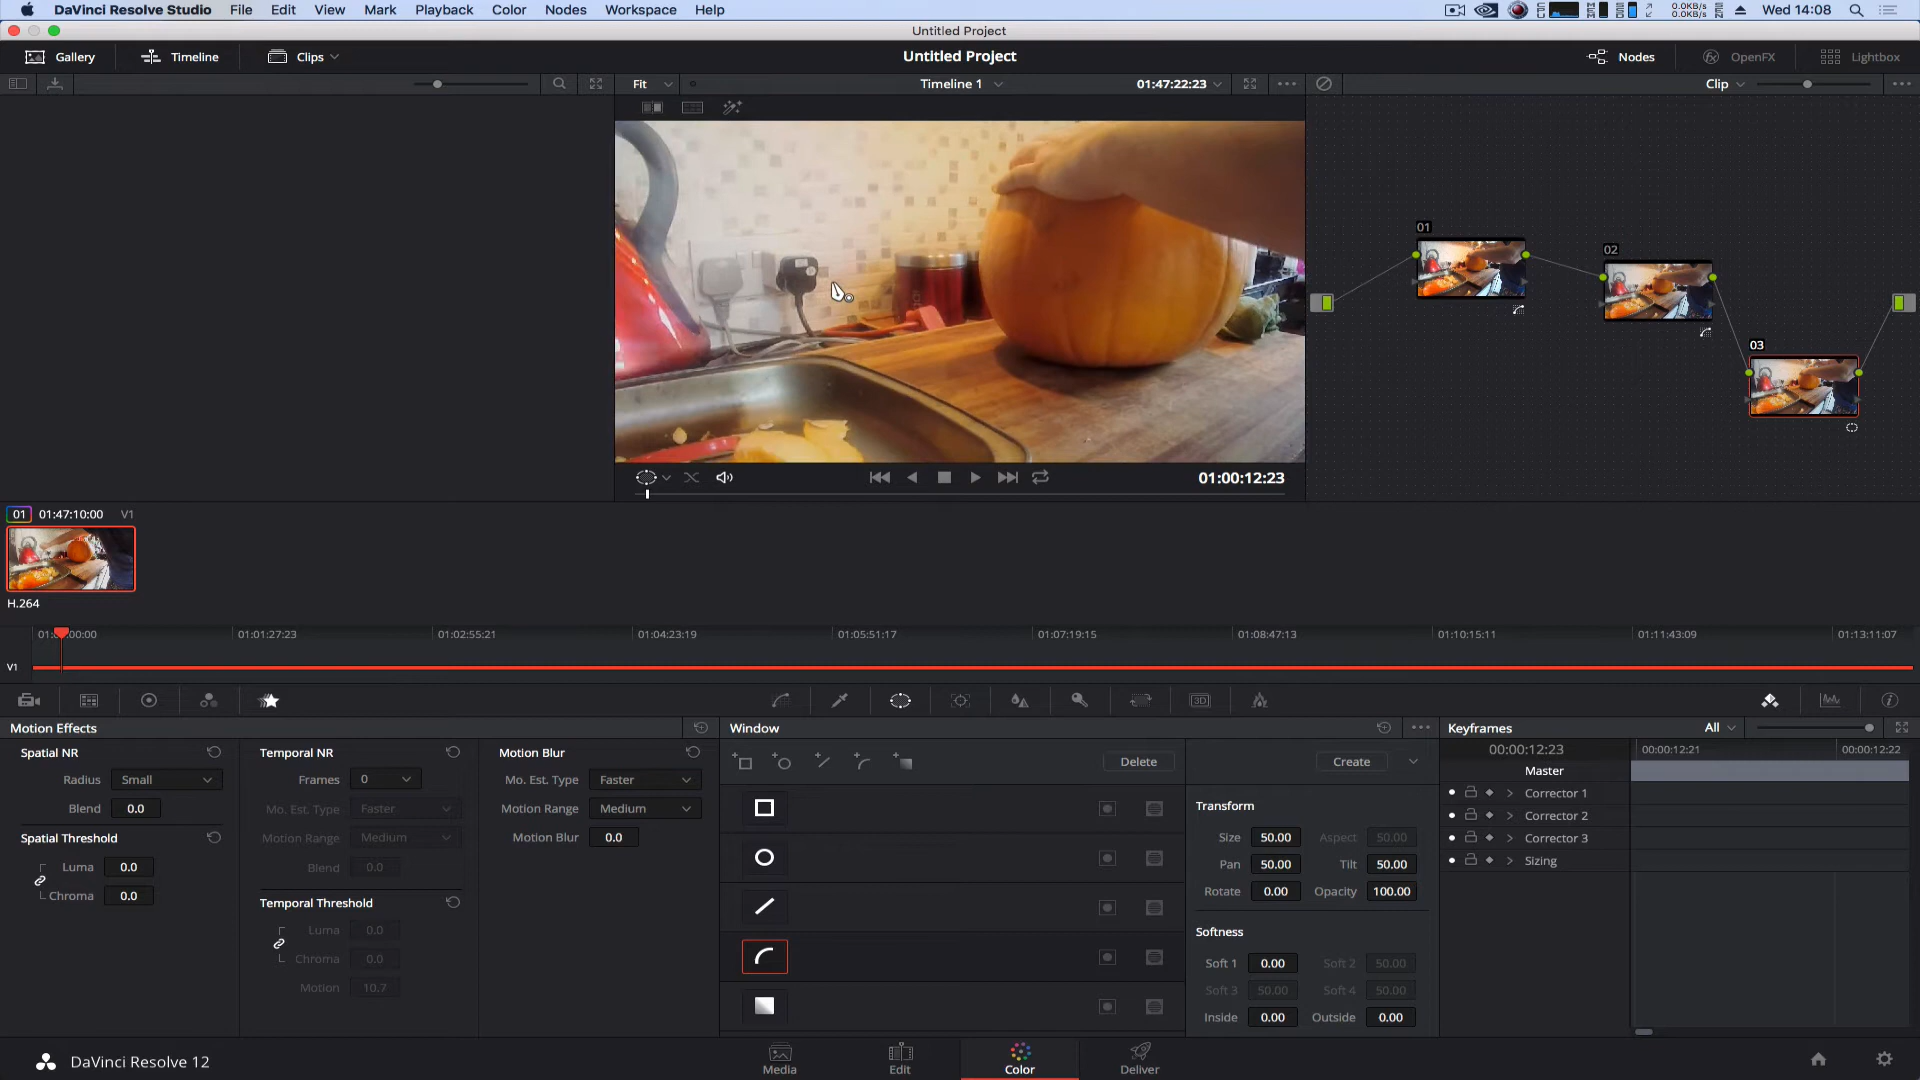 DaVinci Resolve Studio File Edit View Mark Playback Color Nodes Workspace Help 0.0KB/s 0.0KB/s Wed 14:08
Untitled Project
Gallery Timeline Clips Untitled Project Nodes OpenFX Lightbox
Fit Timeline 1 01:47:22:23 Clip
01
02
03
01:00:12:23
01 01:47:10:00 V1
H.264
01:01:27:23 01:02:55:21 01:04:23:19 01:05:51:17 01:07:19:15 01:08:47:13 01:10:15:11 01:11:43:09 01:13:11:07
V1
Motion Effects Window Keyframes All
Spatial NR Temporal NR Motion Blur 00:00:12:23 00:00:12:21 00:00:12:22
Radius Small Frames 0 Mo. Est. Type Faster Delete Create Master
Blend 0.0 Mo. Est. Type Faster Motion Range Medium Transform Corrector 1
Spatial Threshold Motion Range Medium Motion Blur 0.0 Size 50.00 Aspect 50.00 Corrector 2
Luma 0.0 Blend 0.0 Pan 50.00 Tilt 50.00 Corrector 3
Chroma 0.0 Temporal Threshold Rotate 0.00 Opacity 100.00 Sizing
Luma 0.0 Softness
Chroma 0.0 Soft 1 0.00 Soft 2 50.00
Motion 10.7 Soft 3 50.00 Soft 4 50.00
Inside 0.00 Outside 0.00
DaVinci Resolve 12 Media Edit Color Deliver